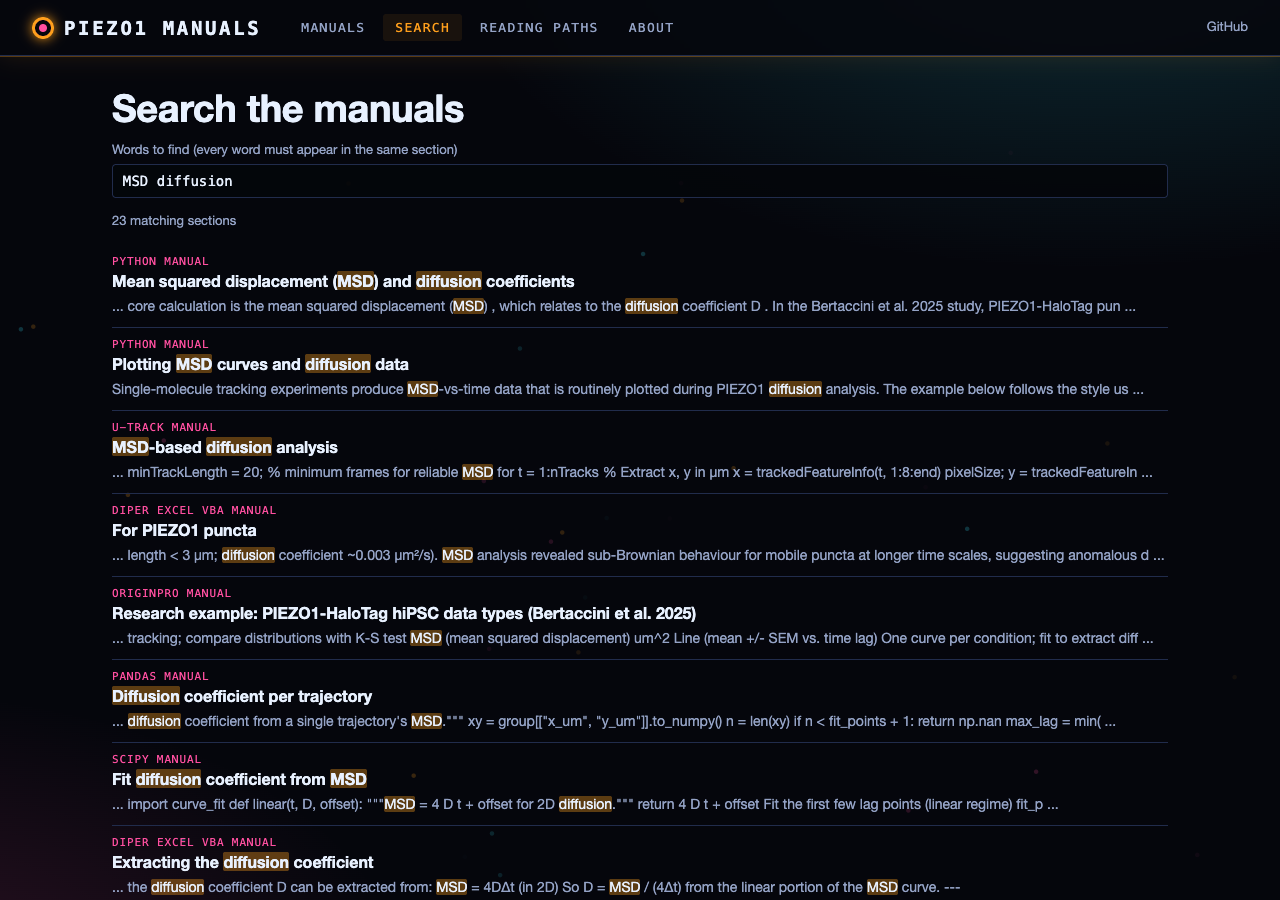 PIEZO1 MANUALS MANUALS SEARCH READING PATHS ABOUT GitHub
Search the manuals
Words to find (every word must appear in the same section)
MSD diffusion
23 matching sections
PYTHON MANUAL
Mean squared displacement (MSD) and diffusion coefficients
... core calculation is the mean squared displacement (MSD) , which relates to the diffusion coefficient D . In the Bertaccini et al. 2025 study, PIEZO1-HaloTag pun ...
PYTHON MANUAL
Plotting MSD curves and diffusion data
Single-molecule tracking experiments produce MSD-vs-time data that is routinely plotted during PIEZO1 diffusion analysis. The example below follows the style us ...
U-TRACK MANUAL
MSD-based diffusion analysis
... minTrackLength = 20; % minimum frames for reliable MSD for t = 1:nTracks % Extract x, y in µm x = trackedFeatureInfo(t, 1:8:end) pixelSize; y = trackedFeatureIn ...
DIPER EXCEL VBA MANUAL
For PIEZO1 puncta
... length < 3 µm; diffusion coefficient ~0.003 µm²/s). MSD analysis revealed sub-Brownian behaviour for mobile puncta at longer time scales, suggesting anomalous d ...
ORIGINPRO MANUAL
Research example: PIEZO1-HaloTag hiPSC data types (Bertaccini et al. 2025)
... tracking; compare distributions with K-S test MSD (mean squared displacement) um^2 Line (mean +/- SEM vs. time lag) One curve per condition; fit to extract diff ...
PANDAS MANUAL
Diffusion coefficient per trajectory
... diffusion coefficient from a single trajectory's MSD.""" xy = group[["x_um", "y_um"]].to_numpy() n = len(xy) if n < fit_points + 1: return np.nan max_lag = min( ...
SCIPY MANUAL
Fit diffusion coefficient from MSD
... import curve_fit def linear(t, D, offset): """MSD = 4 D t + offset for 2D diffusion.""" return 4 D t + offset Fit the first few lag points (linear regime) fit_p ...
DIPER EXCEL VBA MANUAL
Extracting the diffusion coefficient
... the diffusion coefficient D can be extracted from: MSD = 4DΔt (in 2D) So D = MSD / (4Δt) from the linear portion of the MSD curve. ---